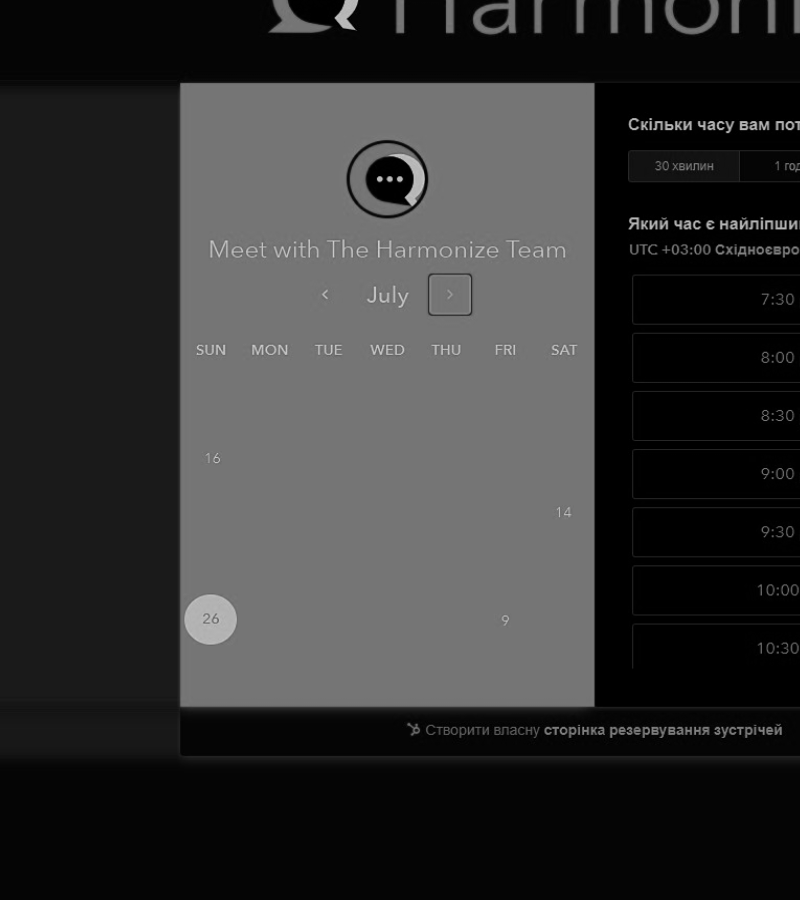 Harmoni
Meet with The Harmonize Team
July
SUN MON TUE WED THU FRI SAT
16
14
26
9
Скільки часу вам пот
30 хвилин
1 год
Який час є найліпши
UTC +03:00 Східноєвро
7:30
8:00
8:30
9:00
9:30
10:00
10:30
Створити власну сторінка резервування зустрічей